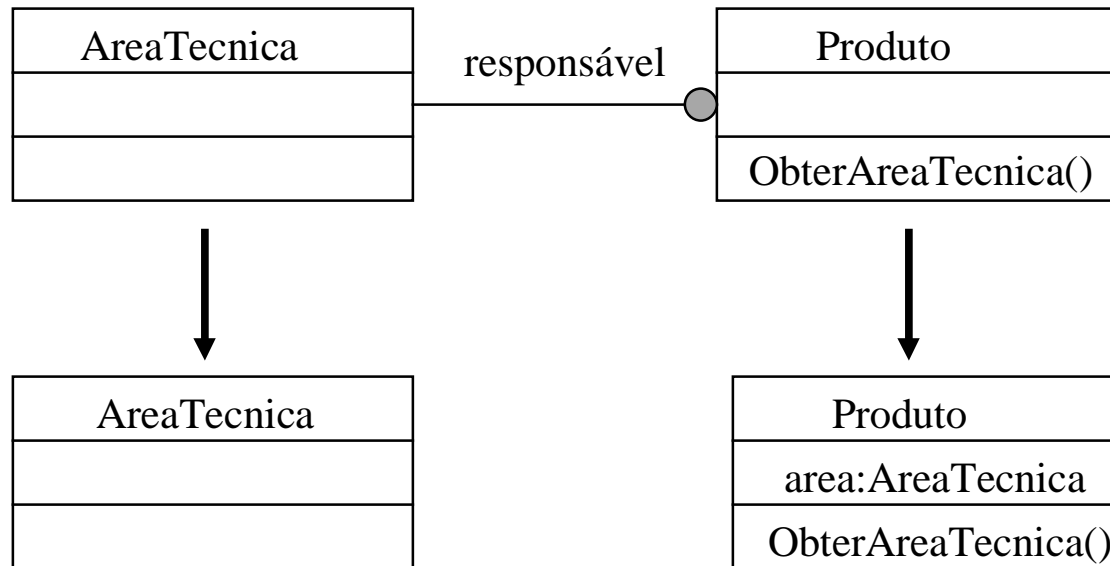 AreaTecnica
responsável
Produto
ObterAreaTecnica()
AreaTecnica
Produto
area:AreaTecnica
ObterAreaTecnica()